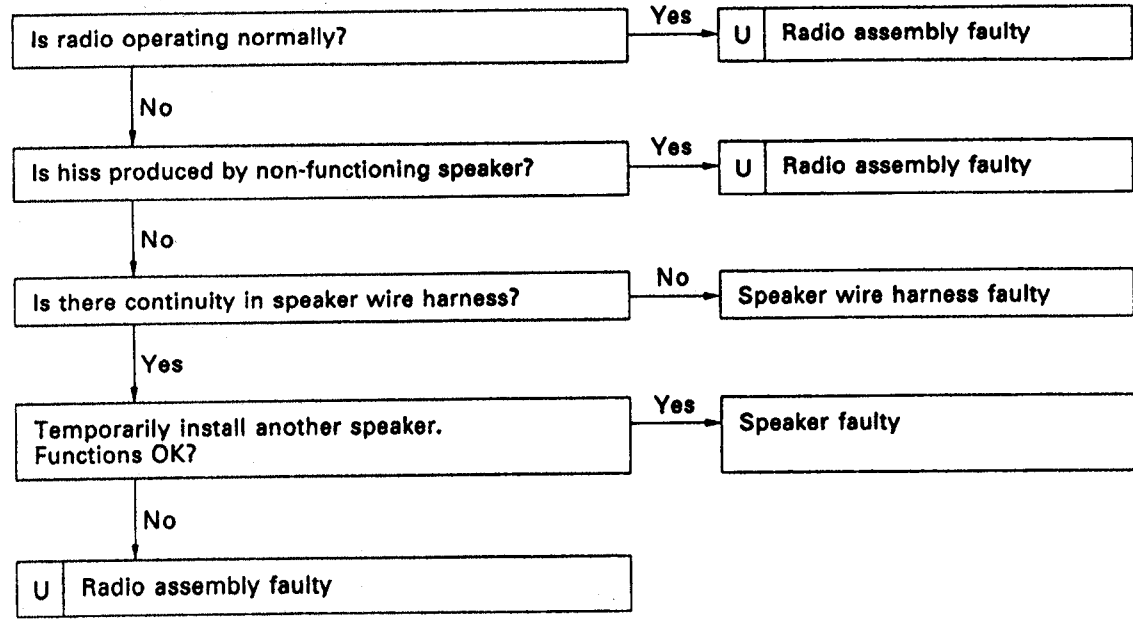 Is radio operating normally?
Yes
U Radio assembly faulty
No
Is hiss produced by non-functioning speaker?
Yes
U Radio assembly faulty
No
Is there continuity in speaker wire harness?
No
Speaker wire harness faulty
Yes
Temporarily install another speaker.
Functions OK?
Yes
Speaker faulty
No
U Radio assembly faulty